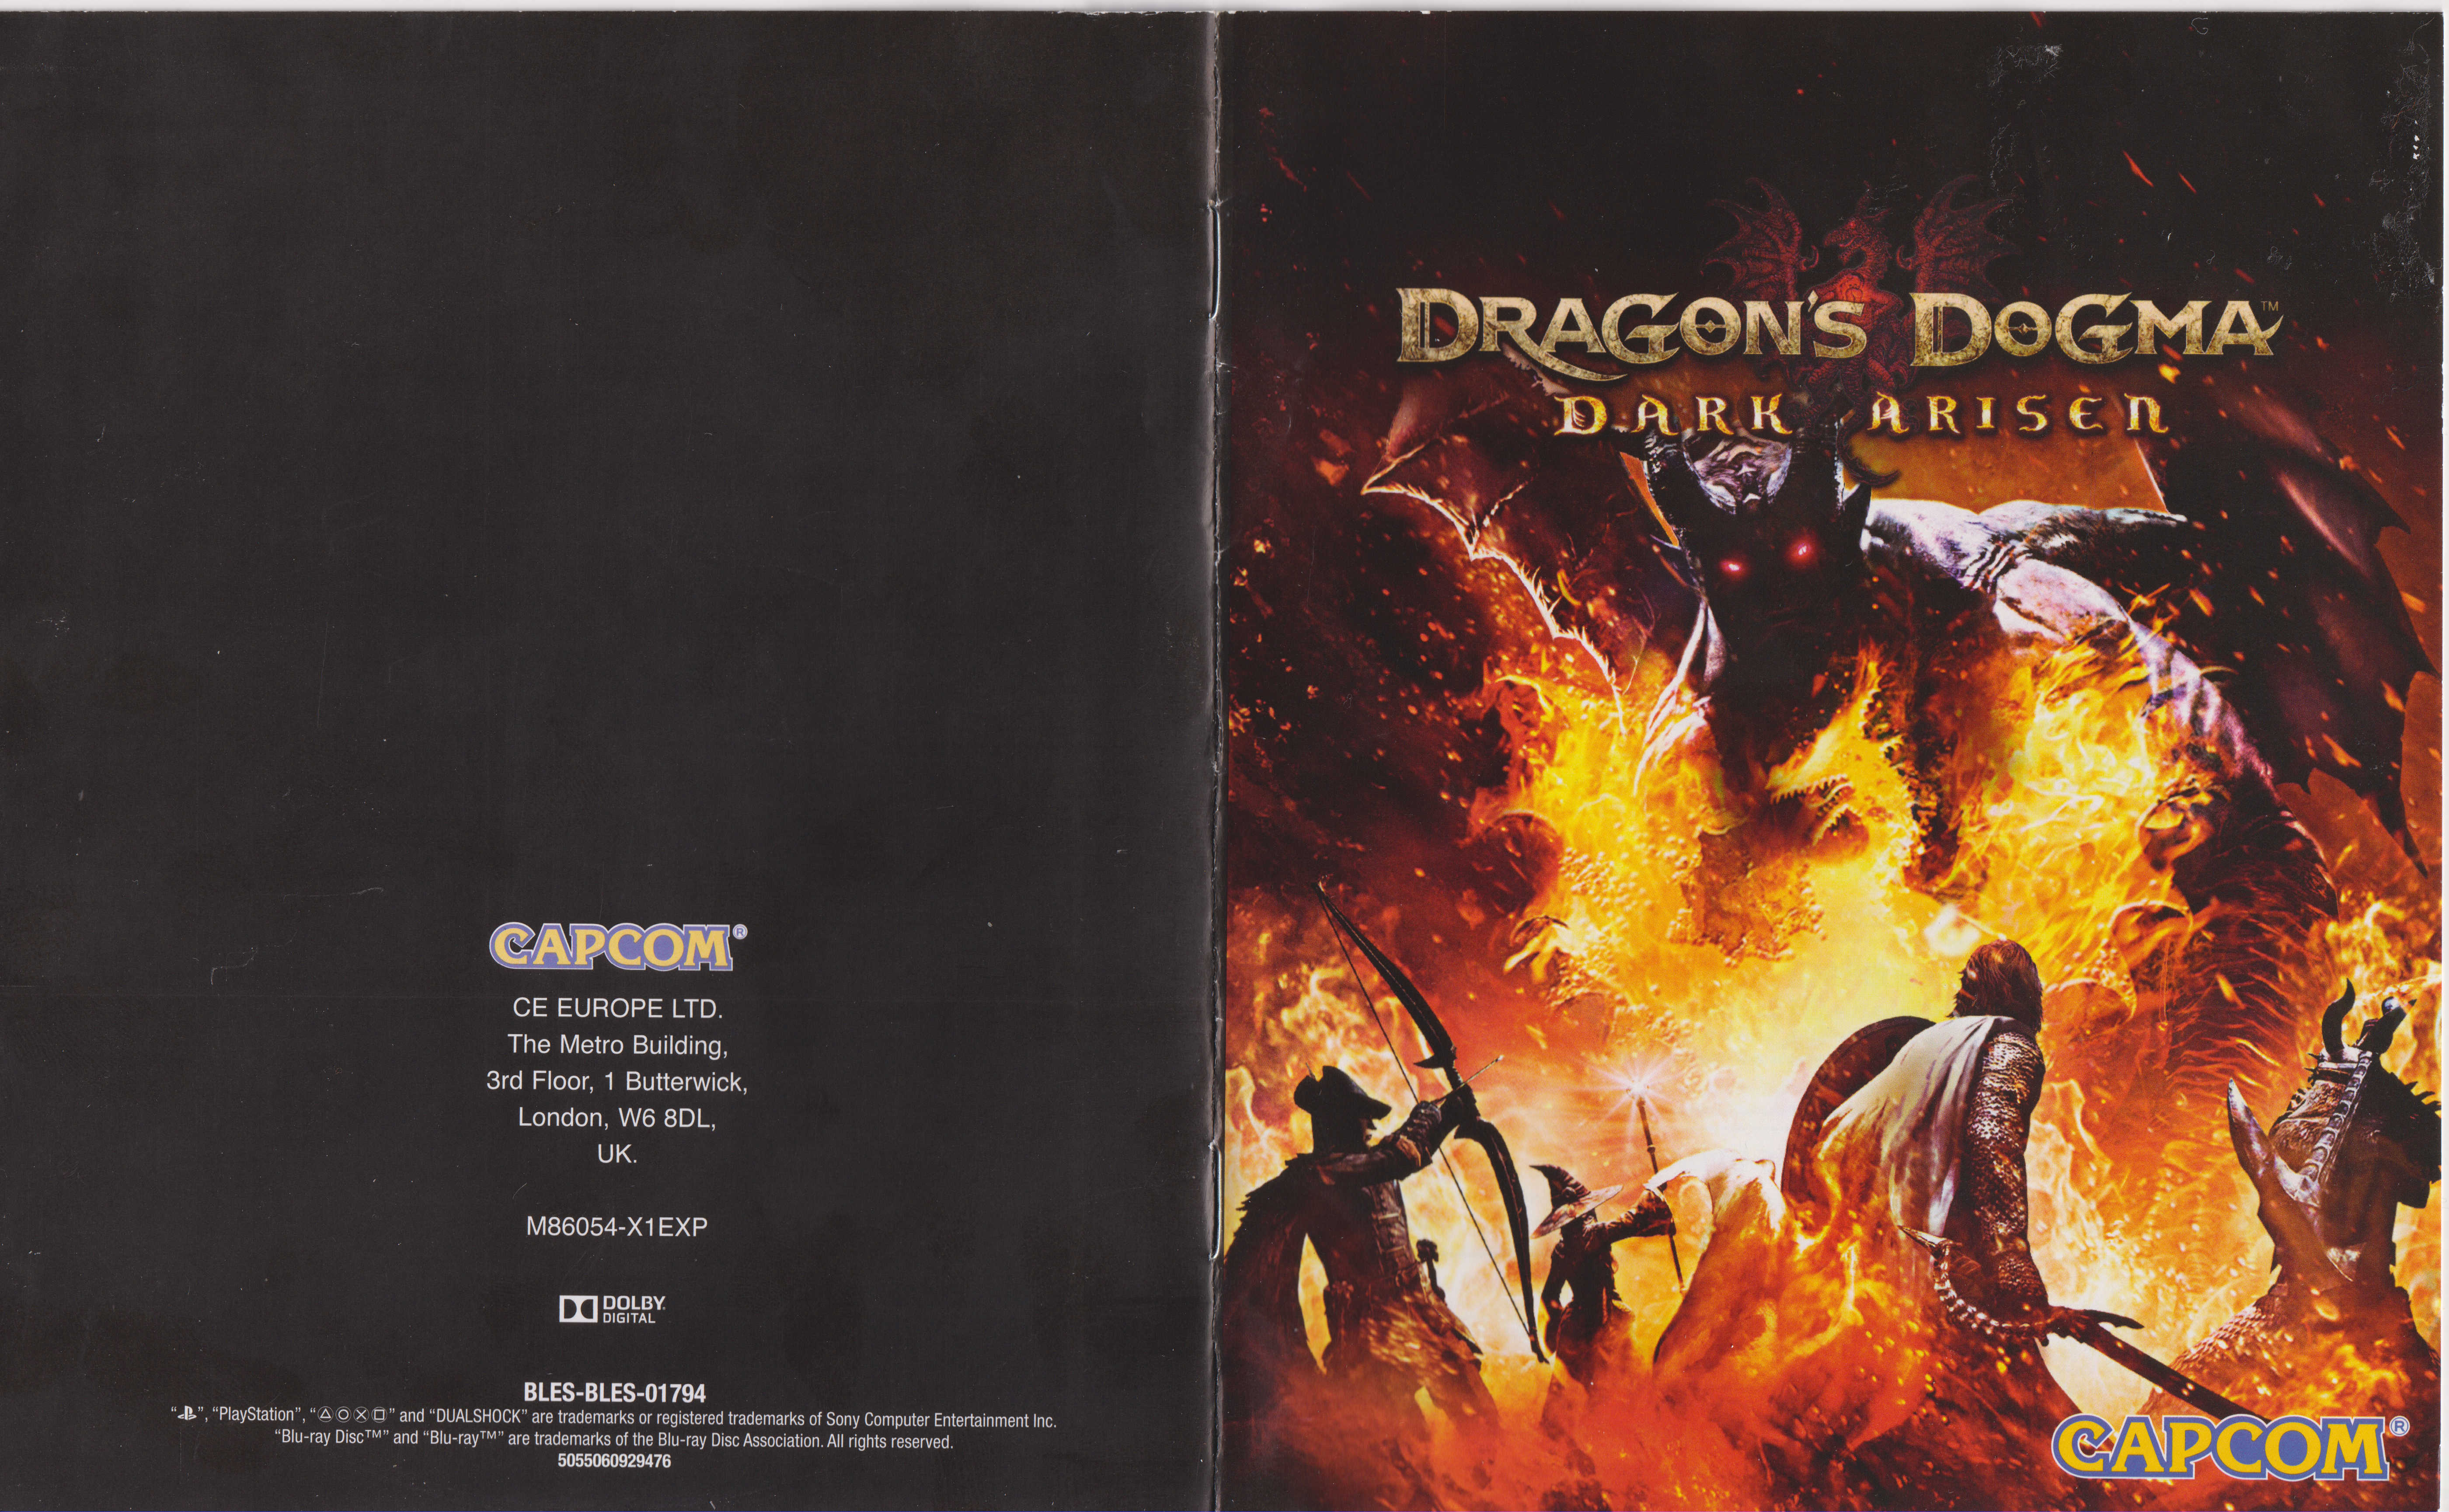 CAPCOM®
CE EUROPE LTD.
The Metro Building,
3rd Floor, 1 Butterwick,
London, W6 8DL,
UK.
M86054-X1EXP
DOLBY
DIGITAL
BLES-BLES-01794
“PS”, “PlayStation”, “△○✕□” and “DUALSHOCK” are trademarks or registered trademarks of Sony Computer Entertainment Inc.
“Blu-ray Disc™” and “Blu-ray™” are trademarks of the Blu-ray Disc Association. All rights reserved.
5055060929476
DRAGON'S DOGMA™
DARK ARISEN
CAPCOM®